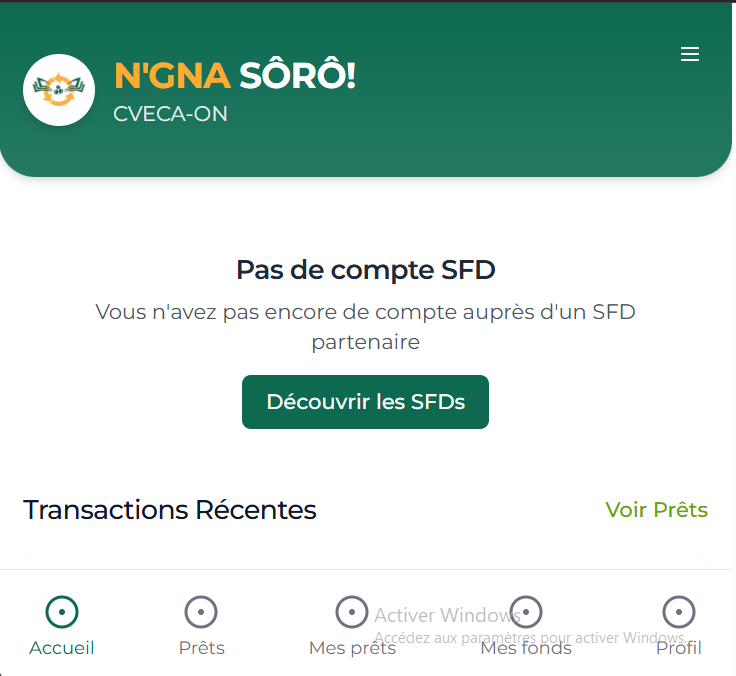 N'GNA SÔRÔ!
CVECA-ON
Pas de compte SFD
Vous n'avez pas encore de compte auprès d'un SFD
partenaire
Découvrir les SFDs
Transactions Récentes
Voir Prêts
Activer Windows
Accédez aux paramètres pour activer Windows.
Accueil
Prêts
Mes prêts
Mes fonds
Profil